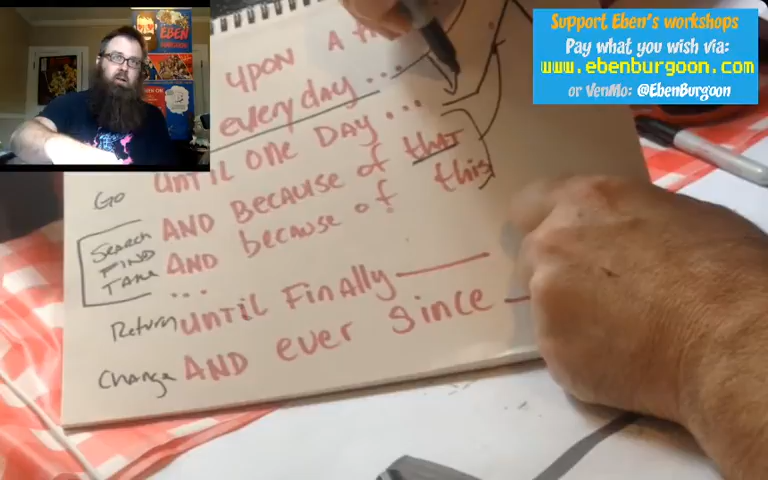 Support Eben's workshops
Pay what you wish via:
www.ebenburgoon.com
or VenMo: @EbenBurgoon
EBEN
UPON A
everyday...
Go UNTIL ONE DAY...
SEARCH AND BECAUSE of that
FIND AND because of this
TAKE ...
Return UNTIL FINALLY
Change AND ever since